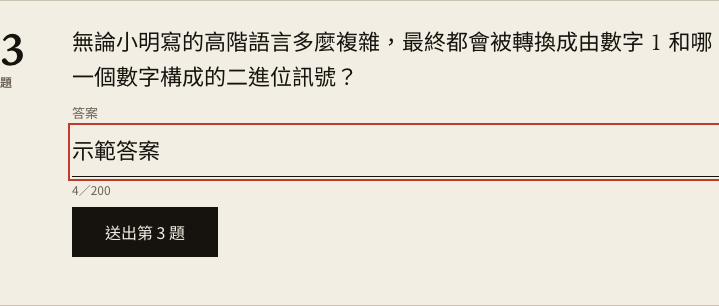 3
題
無論小明寫的高階語言多麼複雜，最終都會被轉換成由數字 1 和哪
一個數字構成的二進位訊號？
答案
示範答案
4／200
送出第 3 題